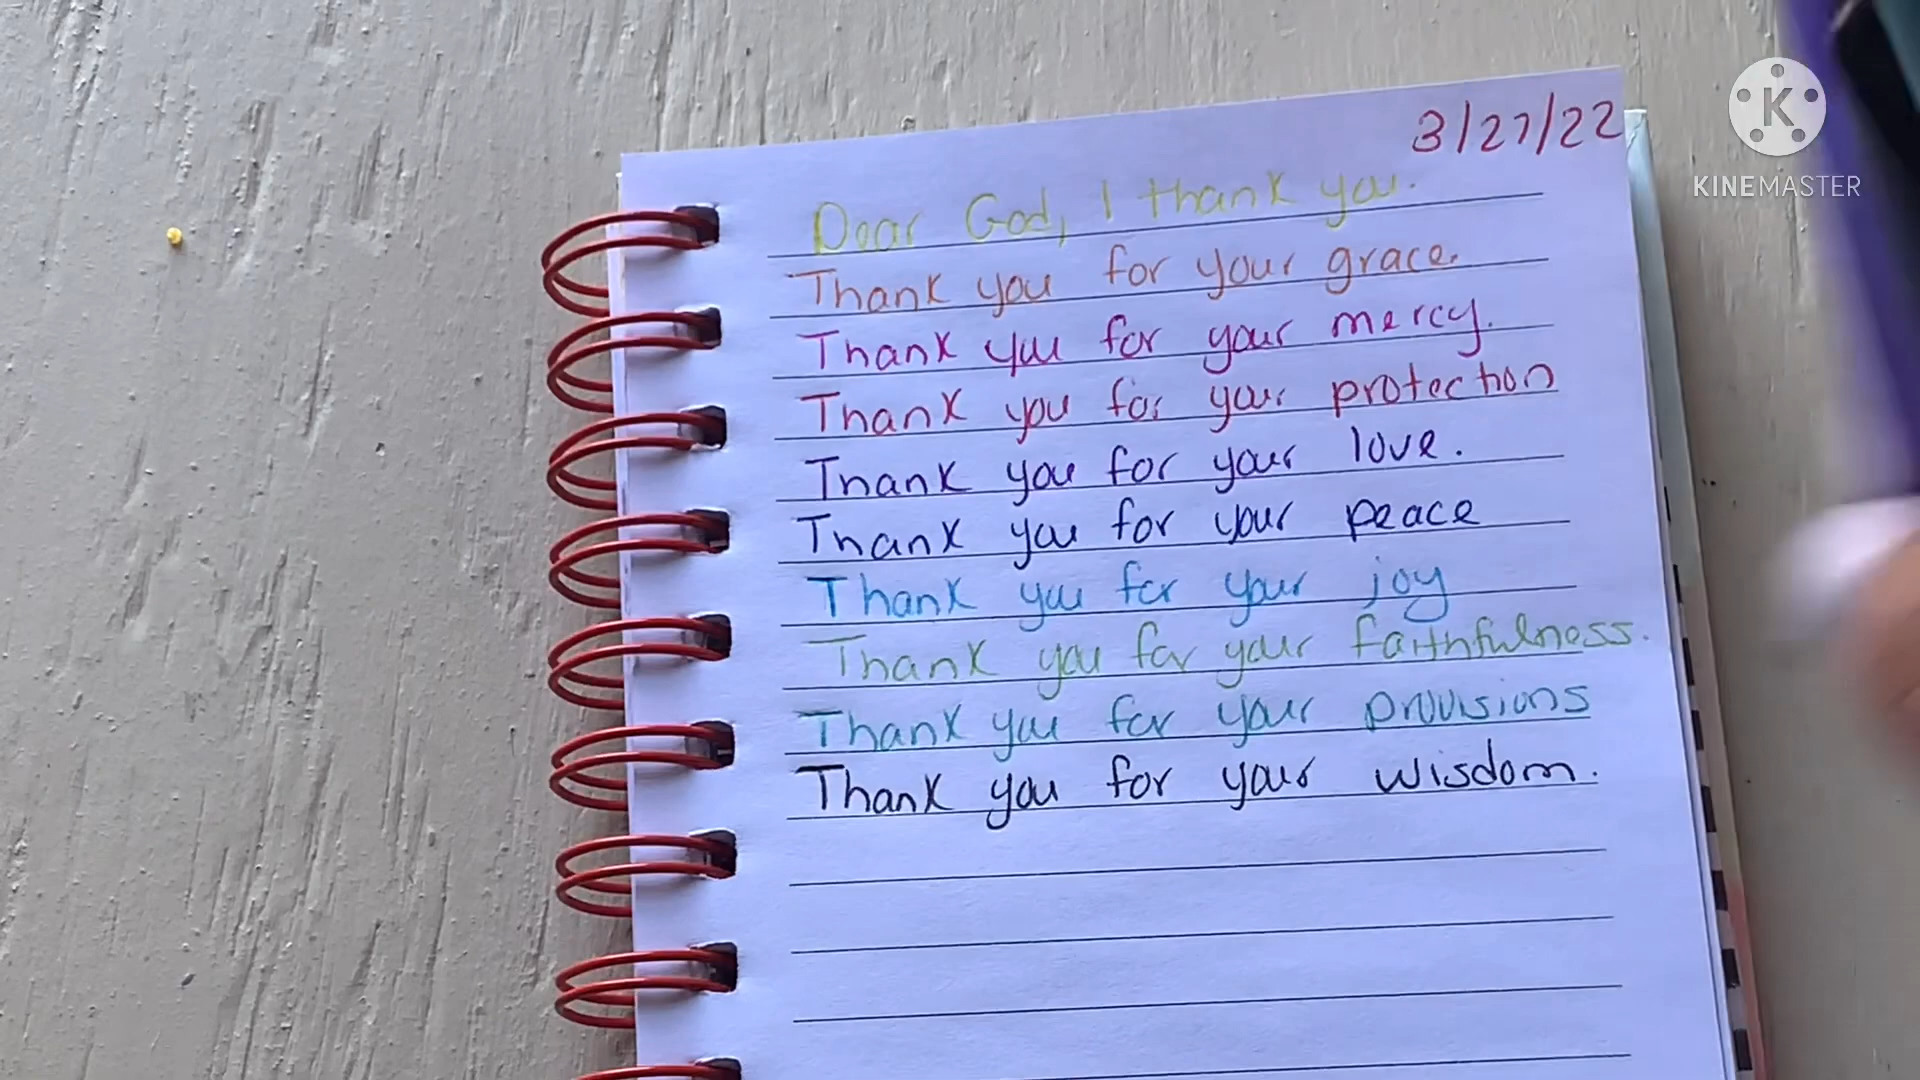 3/27/22
KINEMASTER
Dear God, I thank you.
Thank you for your grace.
Thank you for your mercy.
Thank you for your protection
Thank you for your love.
Thank you for your peace
Thank you for your joy
Thank you for your faithfulness.
Thank you for your provisions
Thank you for your wisdom.